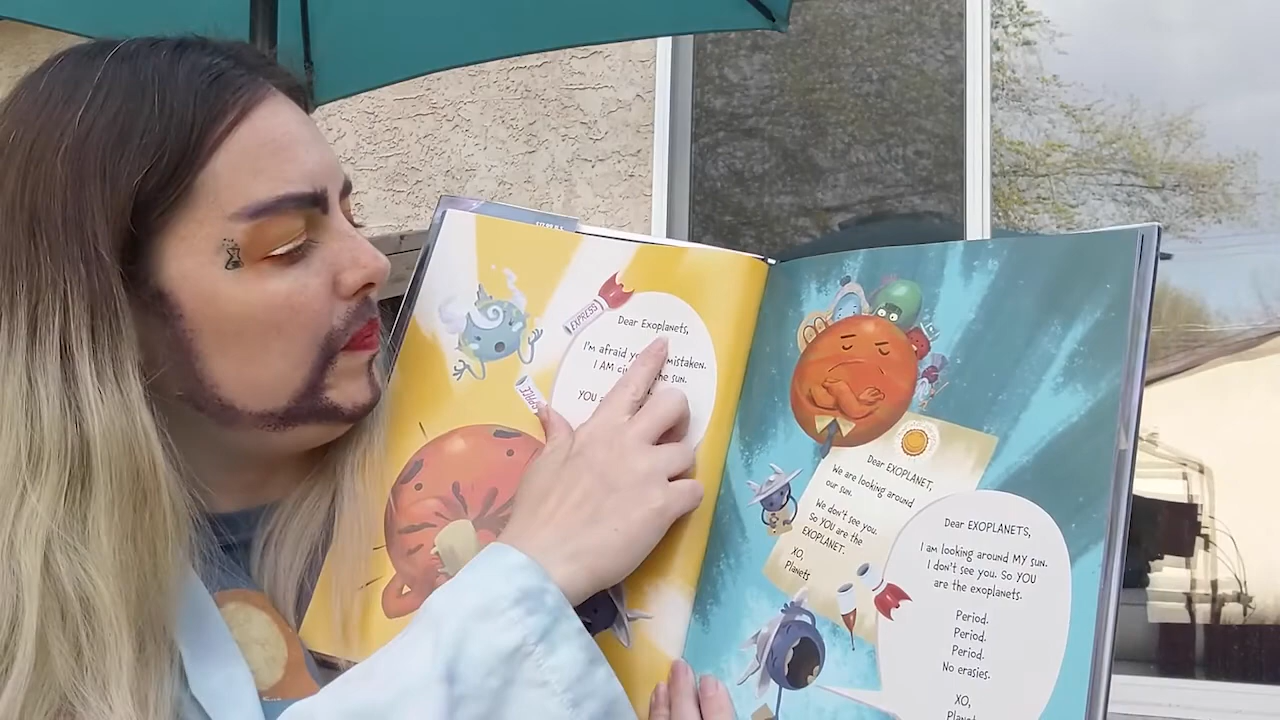 EXPRESS
SPACE
Dear Exoplanets,
I'm afraid mistaken.
I AM the sun.
YOU
Dear EXOPLANET,
We are looking around
our sun.
We don't see you.
So YOU are the
EXOPLANET.
XO,
Planets
Dear EXOPLANETS,
I am looking around MY sun.
I don't see you. So YOU
are the exoplanets.
Period.
Period.
Period.
No erasies.
XO,